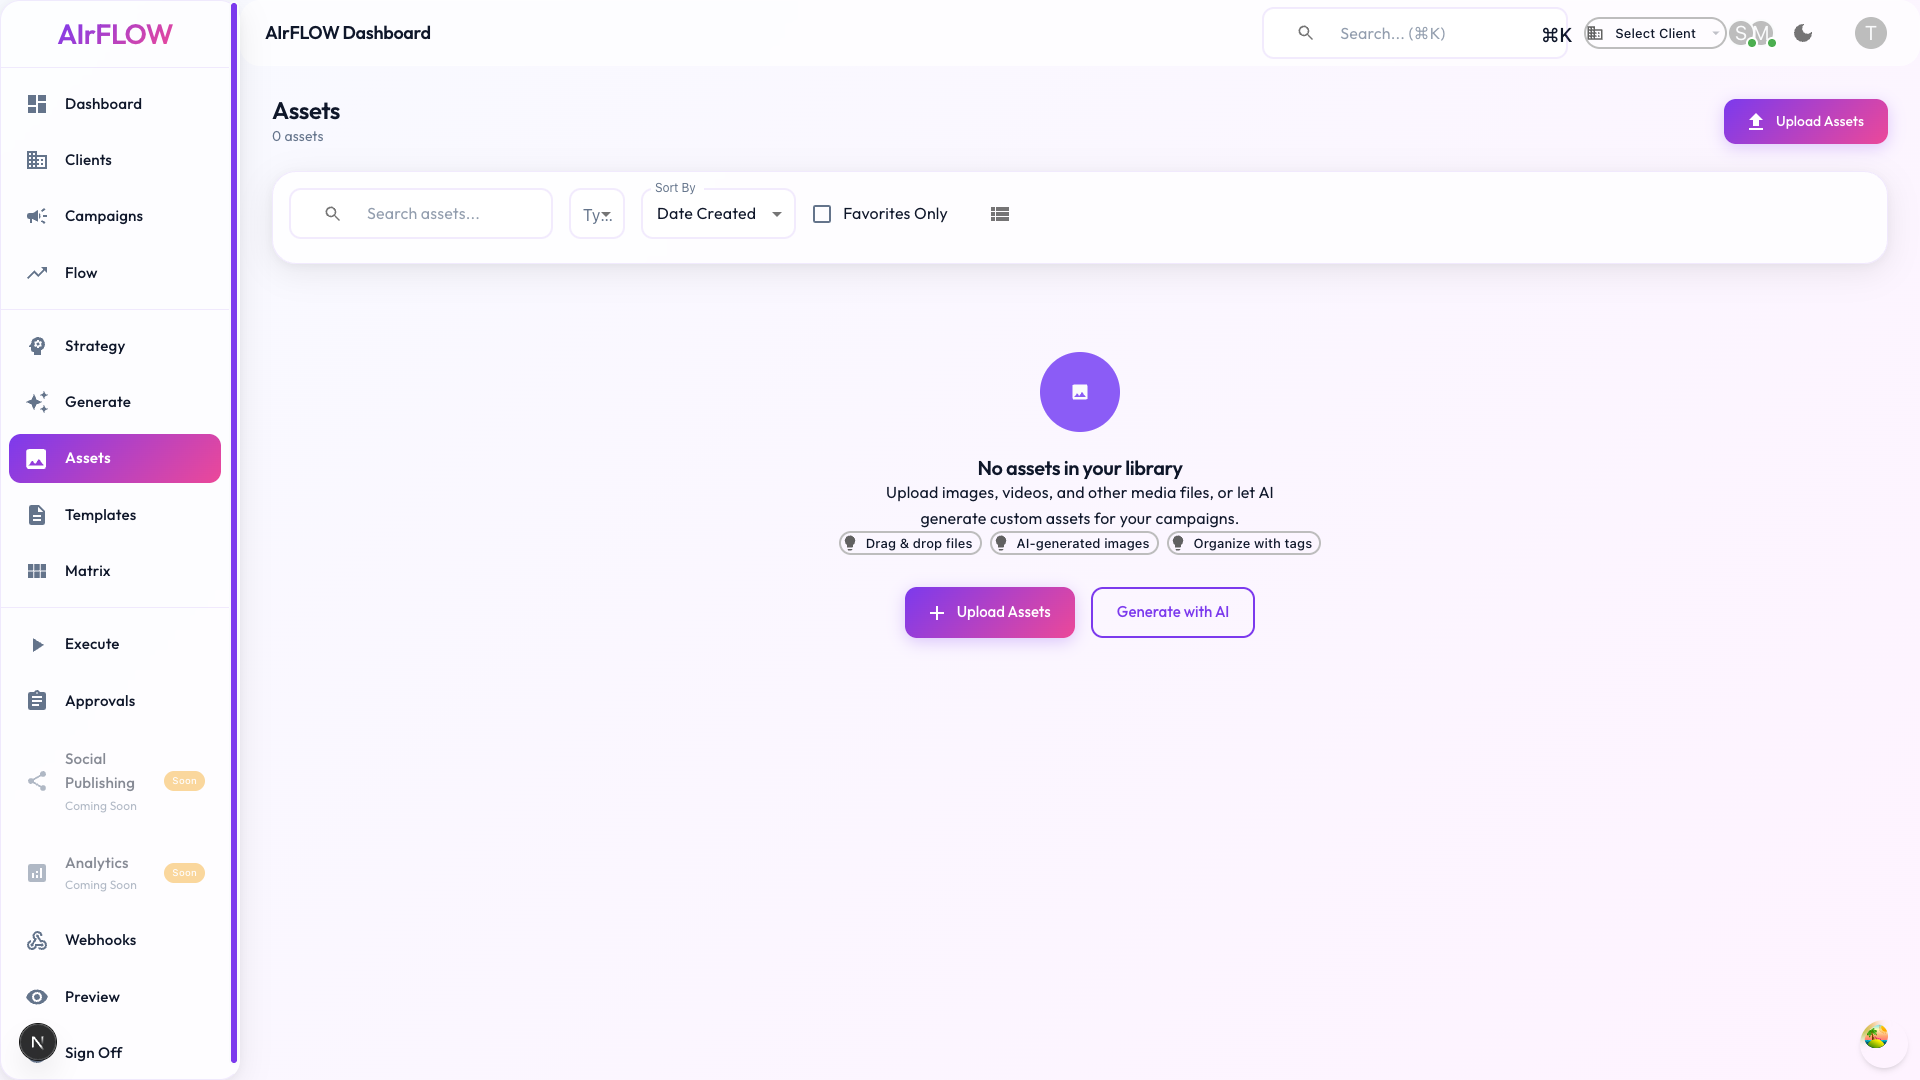 AIrFLOW
AIrFLOW Dashboard
Search... (⌘K)
⌘K
Select Client
S
M
T
Dashboard
Clients
Campaigns
Flow
Strategy
Generate
Assets
Templates
Matrix
Execute
Approvals
Social
Publishing
Coming Soon
Soon
Analytics
Coming Soon
Soon
Webhooks
Preview
Sign Off
N
Assets
0 assets
Upload Assets
Search assets...
Ty...
Sort By
Date Created
Favorites Only
No assets in your library
Upload images, videos, and other media files, or let AI
generate custom assets for your campaigns.
Drag & drop files
AI-generated images
Organize with tags
Upload Assets
Generate with AI